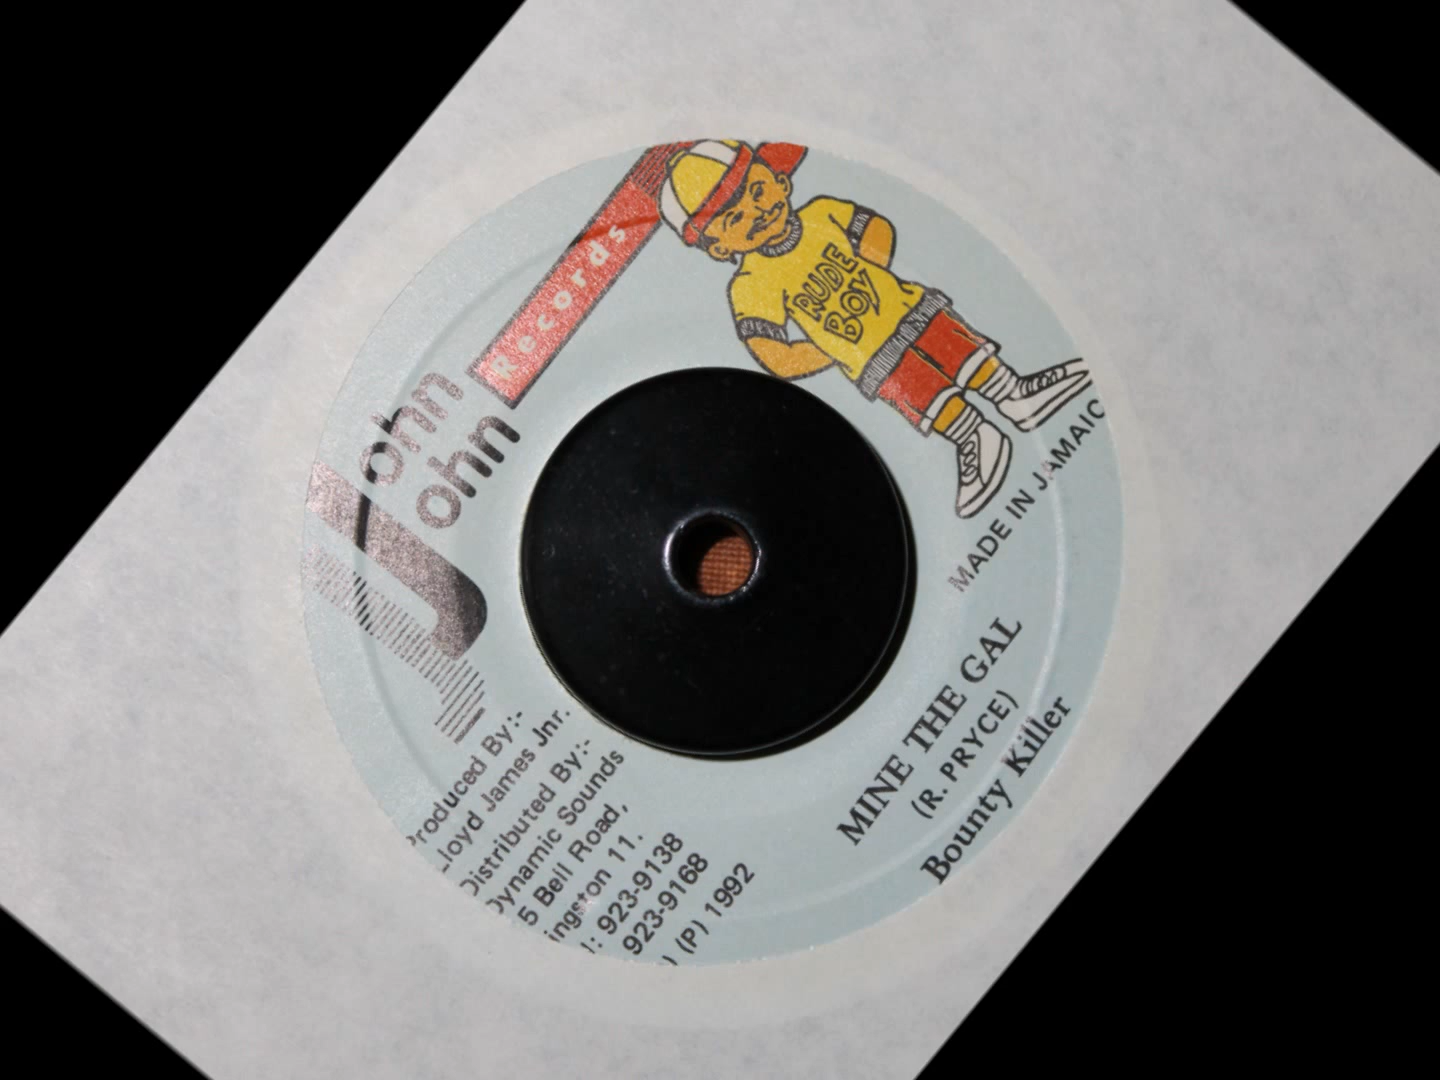 John
John
Records
RUDE
BOY
MADE IN JAMAIC
Produced By:-
Lloyd James Jnr.
Distributed By:-
Dynamic Sounds
5 Bell Road,
ingston 11.
l: 923-9138
923-9168
) (P) 1992
MINE THE GAL
(R. PRYCE)
Bounty Killer